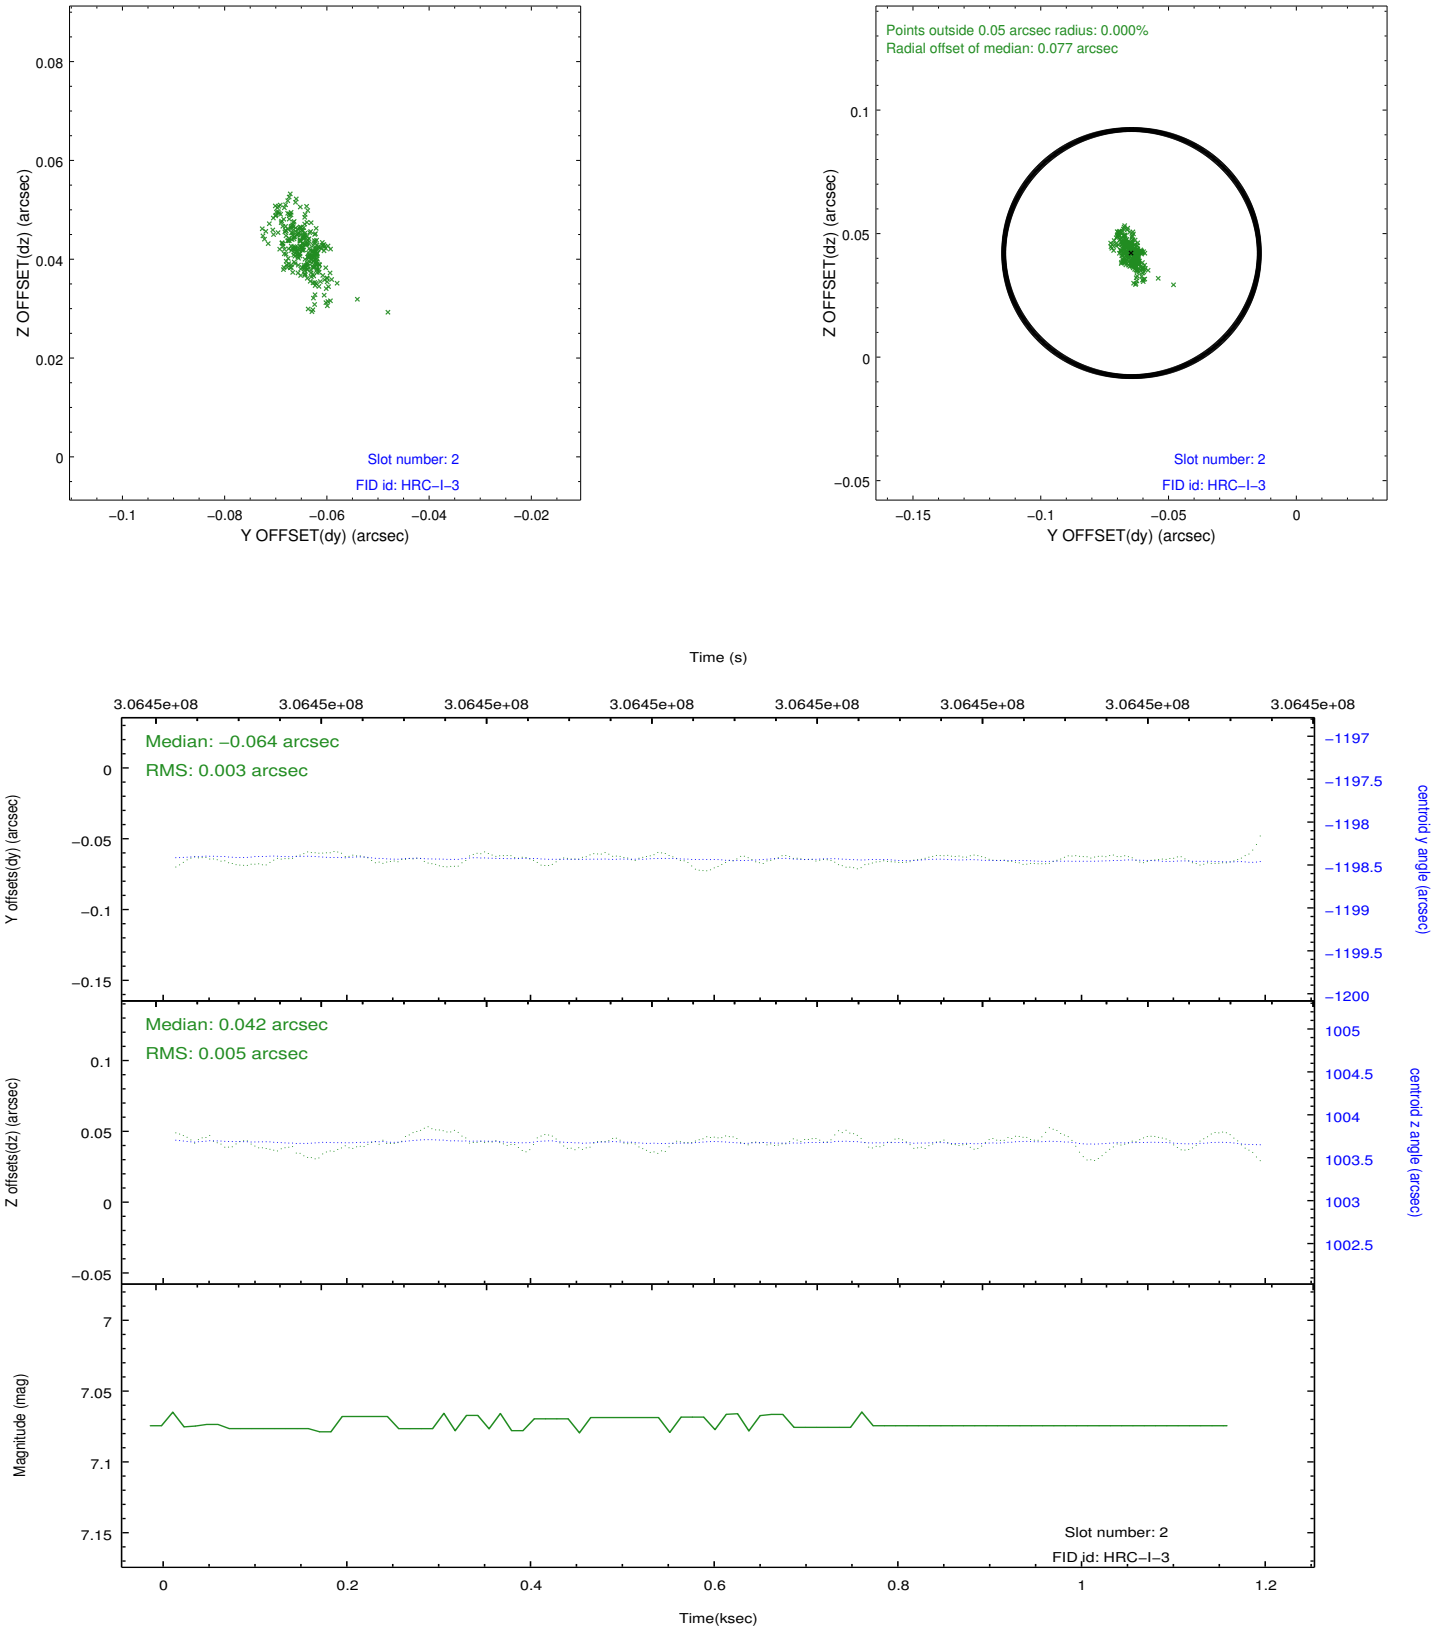 0.08
0.06
0.04
0.02
0
Z OFFSET(dz) (arcsec)
Slot number: 2
FID id: HRC−I−3
−0.1
−0.08
−0.06
−0.04
−0.02
Y OFFSET(dy) (arcsec)
Points outside 0.05 arcsec radius: 0.000%
Radial offset of median: 0.077 arcsec
0.1
0.05
0
−0.05
Z OFFSET(dz) (arcsec)
Slot number: 2
FID id: HRC−I−3
−0.15
−0.1
−0.05
0
Y OFFSET(dy) (arcsec)
Time (s)
3.0645e+08
3.0645e+08
3.0645e+08
3.0645e+08
3.0645e+08
3.0645e+08
3.0645e+08
3.0645e+08
Median: −0.064 arcsec
RMS: 0.003 arcsec
0
−0.05
−0.1
−0.15
Y offsets(dy) (arcsec)
−1197
−1197.5
−1198
−1198.5
−1199
−1199.5
−1200
centroid y angle (arcsec)
Median: 0.042 arcsec
RMS: 0.005 arcsec
0.1
0.05
0
−0.05
Z offsets(dz) (arcsec)
1005
1004.5
1004
1003.5
1003
1002.5
centroid z angle (arcsec)
7
7.05
7.1
7.15
Magnitude (mag)
Slot number: 2
FID id: HRC−I−3
0
0.2
0.4
0.6
0.8
1
1.2
Time(ksec)